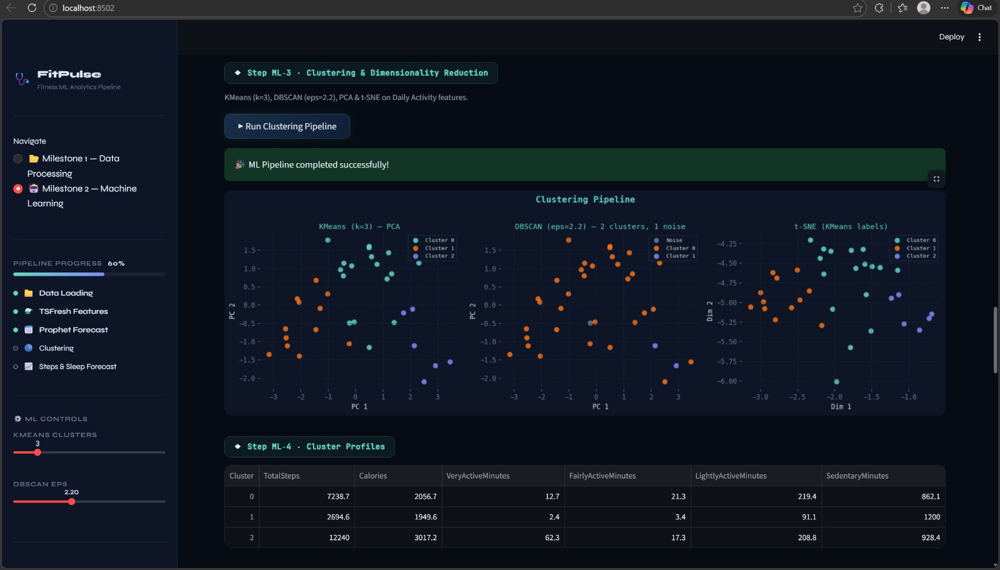 localhost:8502
Chat
Deploy
FitPulse
Fitness ML Analytics Pipeline
Navigate
Milestone 1 — Data
Processing
Milestone 2 — Machine
Learning
PIPELINE PROGRESS 60%
Data Loading
TSFresh Features
Prophet Forecast
Clustering
Steps & Sleep Forecast
ML CONTROLS
KMEANS CLUSTERS
3
DBSCAN EPS
2.20
Step ML-3 · Clustering & Dimensionality Reduction
KMeans (k=3), DBSCAN (eps=2.2), PCA & t-SNE on Daily Activity features.
Run Clustering Pipeline
ML Pipeline completed successfully!
Clustering Pipeline
KMeans (k=3) — PCA
Cluster 0
Cluster 1
Cluster 2
1.5
1.0
0.5
0.0
−0.5
−1.0
−1.5
−2.0
PC 2
−3 −2 −1 0 1 2 3
PC 1
DBSCAN (eps=2.2) — 2 clusters, 1 noise
Noise
Cluster 0
Cluster 1
1.5
1.0
0.5
0.0
−0.5
−1.0
−1.5
−2.0
PC 2
−3 −2 −1 0 1 2 3
PC 1
t-SNE (KMeans labels)
Cluster 0
Cluster 1
Cluster 2
−4.25
−4.50
−4.75
−5.00
−5.25
−5.50
−5.75
−6.00
Dim 2
−3.0 −2.5 −2.0 −1.5 −1.0
Dim 1
Step ML-4 · Cluster Profiles
Cluster TotalSteps Calories VeryActiveMinutes FairlyActiveMinutes LightlyActiveMinutes SedentaryMinutes
0 7238.7 2056.7 12.7 21.3 219.4 862.1
1 2694.6 1949.6 2.4 3.4 91.1 1200
2 12240 3017.2 62.3 17.3 208.8 928.4